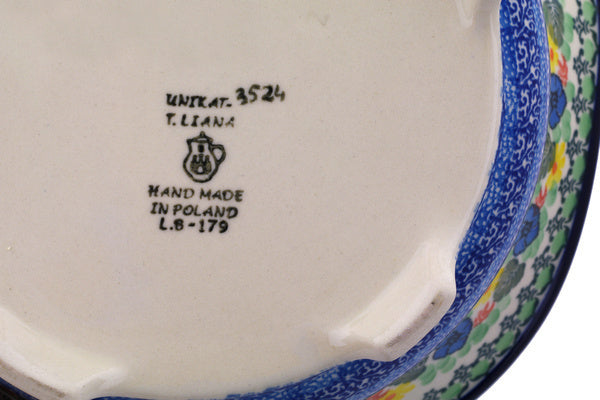 UNIKAT-3524
T. LIANA
HAND MADE
IN POLAND
L.8-179